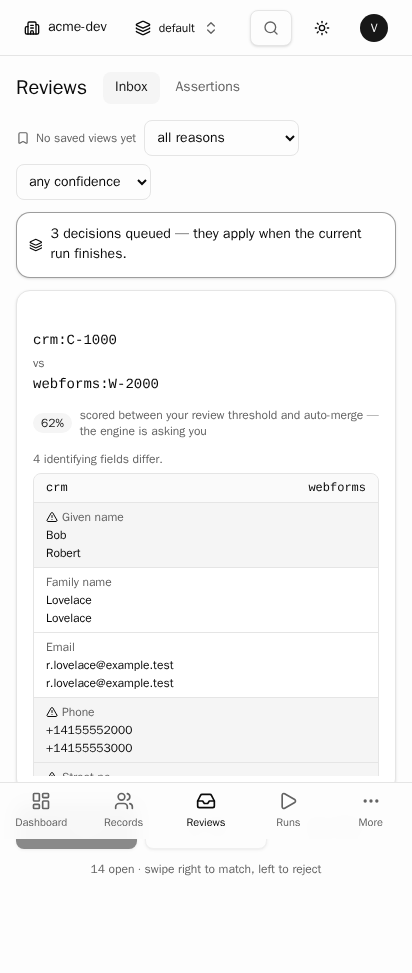 acme-dev
default
V
Reviews
Inbox
Assertions
No saved views yet
all reasons
any confidence
3 decisions queued — they apply when the current
run finishes.
crm:C-1000
vs
webforms:W-2000
62%
scored between your review threshold and auto-merge —
the engine is asking you
4 identifying fields differ.
crm
webforms
Given name
Bob
Robert
Family name
Lovelace
Lovelace
Email
r.lovelace@example.test
r.lovelace@example.test
Phone
+14155552000
+14155553000
Dashboard
Records
Reviews
Runs
More
14 open · swipe right to match, left to reject